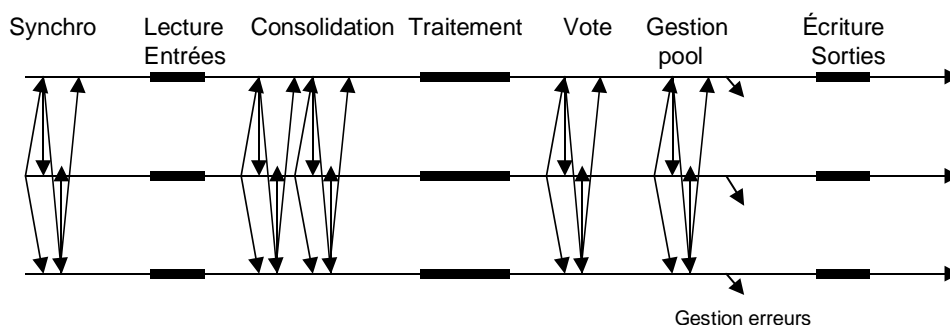 Synchro
Lecture
Entrées
Consolidation
Traitement
Vote
Gestion
pool
Écriture
Sorties
Gestion erreurs